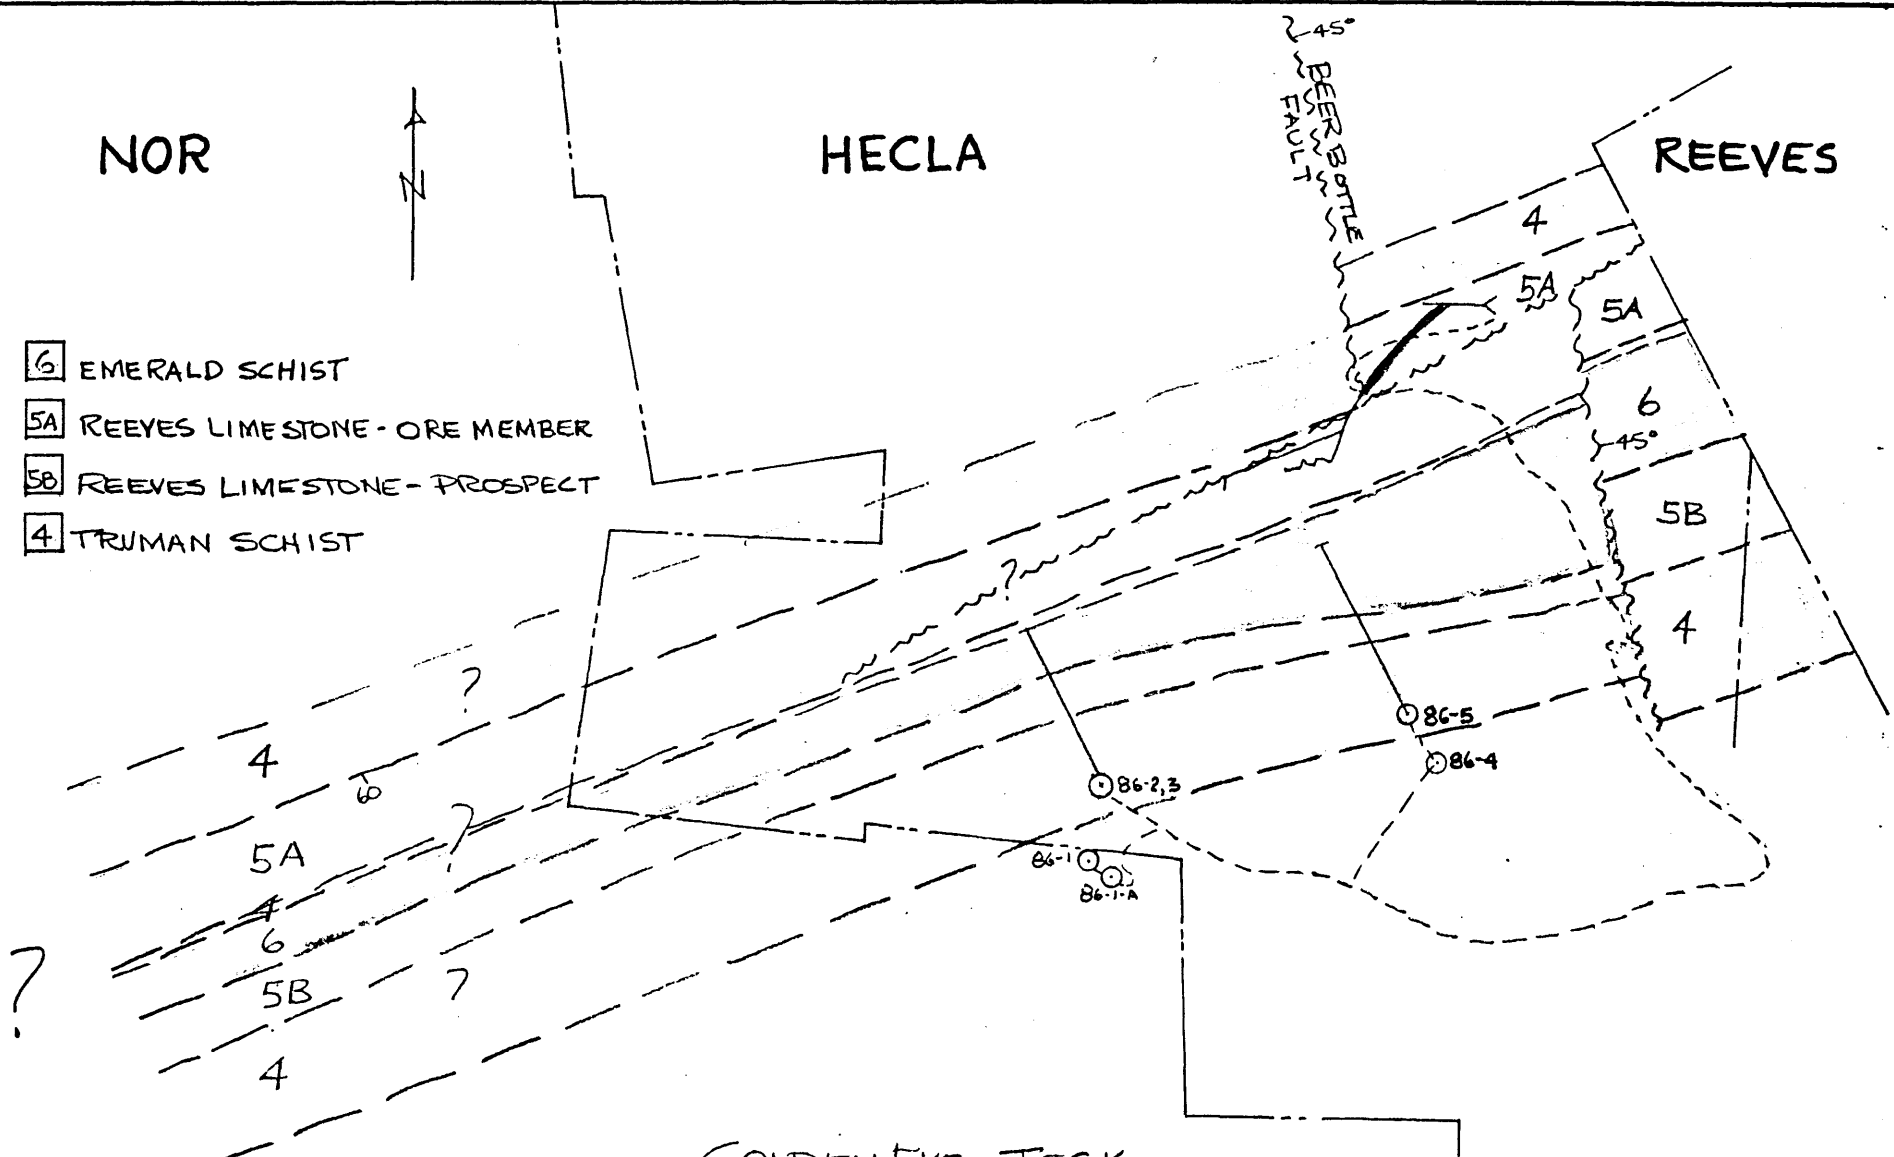 45°
BEER BOTTLE
FAULT
NOR
HECLA
REEVES
N
4
5A
5A
6 EMERALD SCHIST
5A REEVES LIMESTONE - ORE MEMBER
5B REEVES LIMESTONE - PROSPECT
4 TRUMAN SCHIST
6
45°
5B
4
?
?
86-5
86-4
86-2,3
4
60
?
5A
86-1
86-1-A
4
6
5B
?
?
4